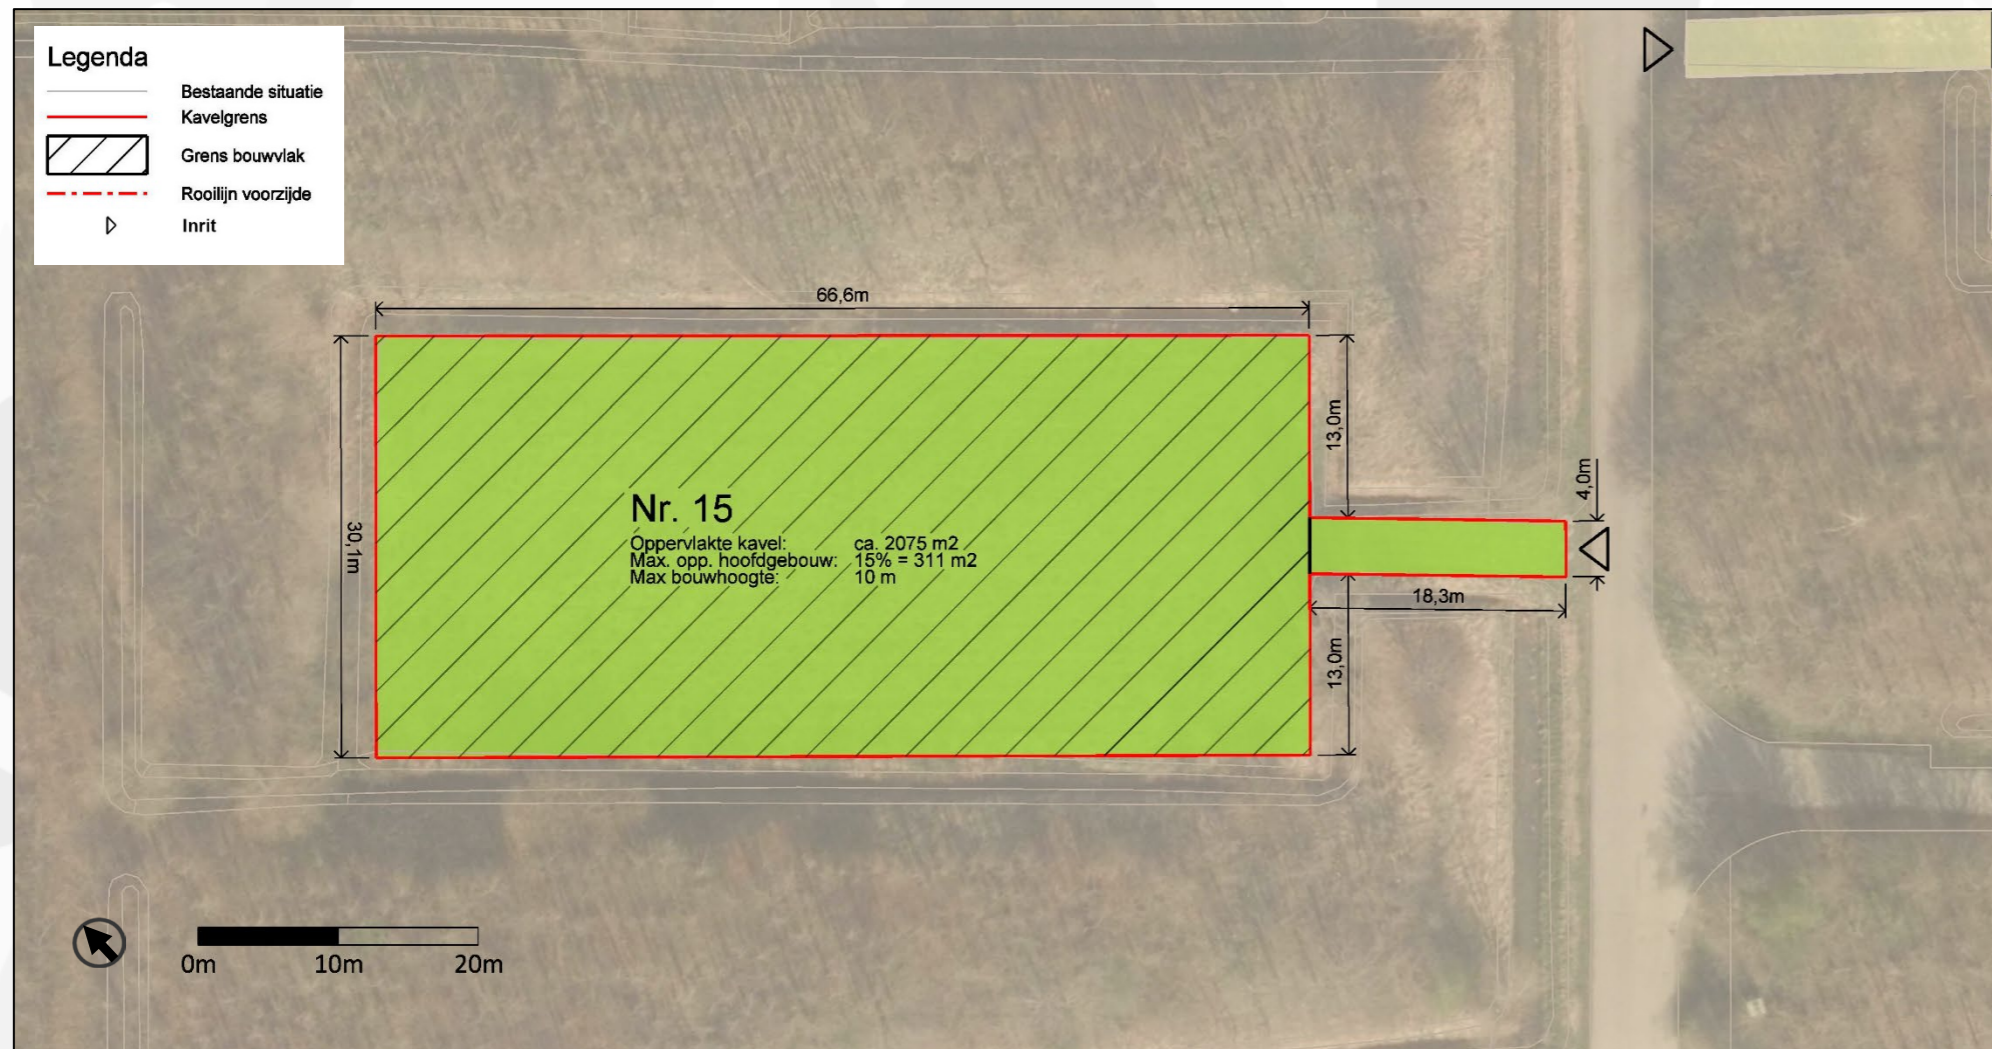 Legenda
Bestaande situatie
Kavelgrens
Grens bouwvlak
Rooilijn voorzijde
Inrit
66,6m
13,0m
4,0m
30,1m
Nr. 15
Oppervlakte kavel: ca. 2075 m2
Max. opp. hoofdgebouw: 15% = 311 m2
Max bouwhoogte: 10 m
18,3m
13,0m
0m 10m 20m